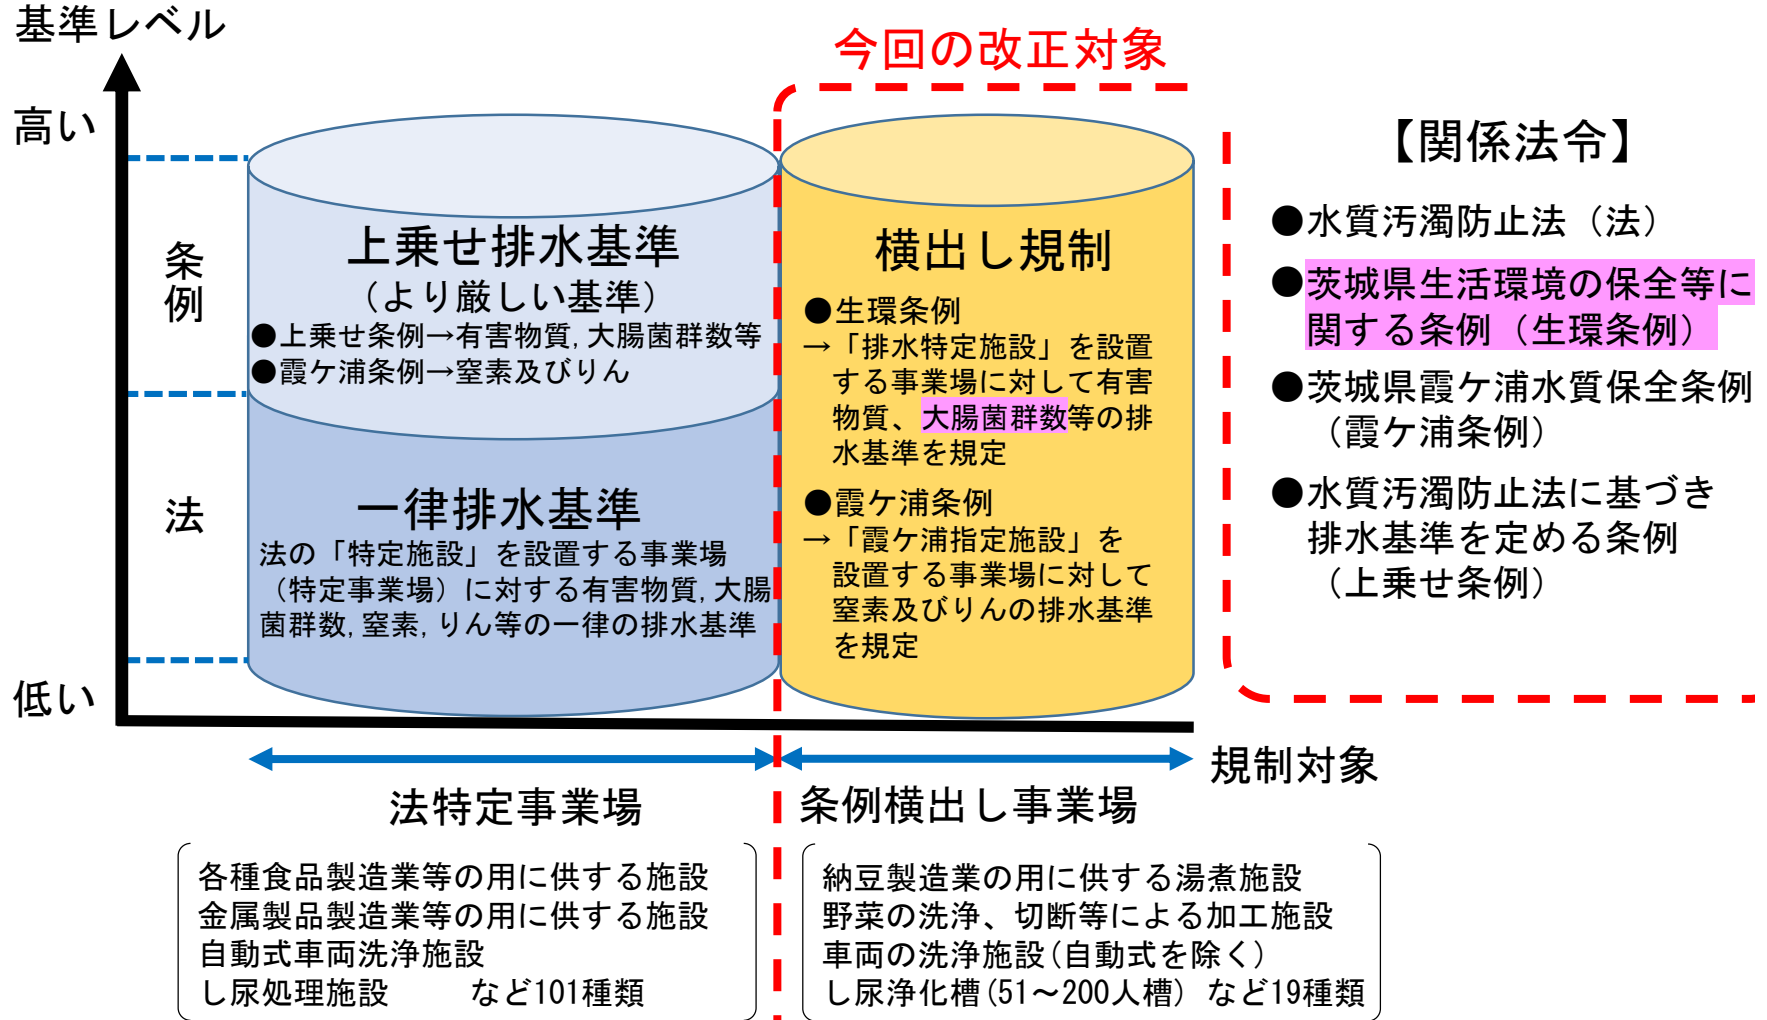 基準レベル
高い
条例
法
低い
今回の改正対象
上乗せ排水基準
（より厳しい基準）
●上乗せ条例→有害物質,大腸菌群数等
●霞ケ浦条例→窒素及びりん
一律排水基準
法の「特定施設」を設置する事業場
（特定事業場）に対する有害物質,大腸
菌群数,窒素,りん等の一律の排水基準
横出し規制
●生環条例
→「排水特定施設」を設置
する事業場に対して有害
物質、大腸菌群数等の排
水基準を規定
●霞ケ浦条例
→「霞ケ浦指定施設」を
設置する事業場に対して
窒素及びりんの排水基準
を規定
【関係法令】
●水質汚濁防止法（法）
●茨城県生活環境の保全等に
関する条例（生環条例）
●茨城県霞ケ浦水質保全条例
（霞ケ浦条例）
●水質汚濁防止法に基づき
排水基準を定める条例
（上乗せ条例）
規制対象
法特定事業場
各種食品製造業等の用に供する施設
金属製品製造業等の用に供する施設
自動式車両洗浄施設
し尿処理施設　　など101種類
条例横出し事業場
納豆製造業の用に供する湯煮施設
野菜の洗浄、切断等による加工施設
車両の洗浄施設(自動式を除く)
し尿浄化槽(51～200人槽) など19種類